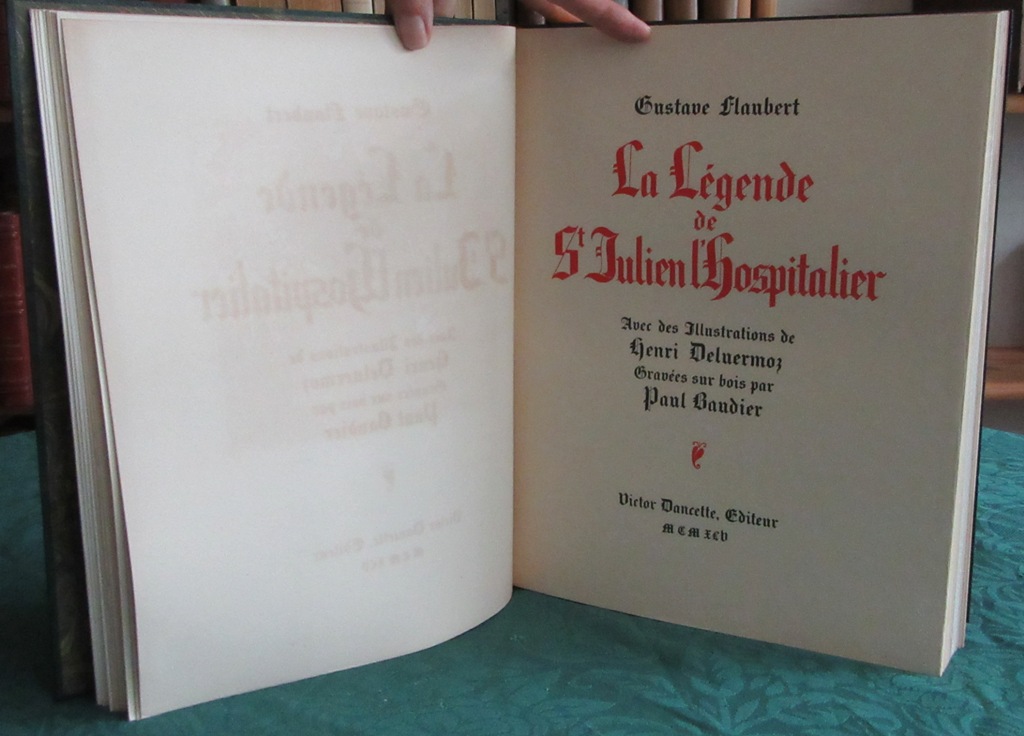 Gustave Flaubert
La Légende
de
St Julien l'Hospitalier
Avec des Illustrations de
Henri Deluermoz
Gravées sur bois par
Paul Baudier
Victor Dancette, Editeur
MCMXLV